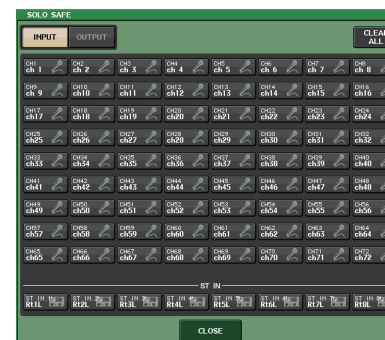 SOLO SAFE
INPUT OUTPUT CLEAR ALL
CH1 CH2 CH3 CH4 CH5 CH6 CH7 CH8
ch 1 ch 2 ch 3 ch 4 ch 5 ch 6 ch 7 ch 8
CH9 CH10 CH11 CH12 CH13 CH14 CH15 CH16
ch 9 ch10 ch11 ch12 ch13 ch14 ch15 ch16
CH17 CH18 CH19 CH20 CH21 CH22 CH23 CH24
ch17 ch18 ch19 ch20 ch21 ch22 ch23 ch24
CH25 CH26 CH27 CH28 CH29 CH30 CH31 CH32
ch25 ch26 ch27 ch28 ch29 ch30 ch31 ch32
CH33 CH34 CH35 CH36 CH37 CH38 CH39 CH40
ch33 ch34 ch35 ch36 ch37 ch38 ch39 ch40
CH41 CH42 CH43 CH44 CH45 CH46 CH47 CH48
ch41 ch42 ch43 ch44 ch45 ch46 ch47 ch48
CH49 CH50 CH51 CH52 CH53 CH54 CH55 CH56
ch49 ch50 ch51 ch52 ch53 ch54 ch55 ch56
CH57 CH58 CH59 CH60 CH61 CH62 CH63 CH64
ch57 ch58 ch59 ch60 ch61 ch62 ch63 ch64
CH65 CH66 CH67 CH68 CH69 CH70 CH71 CH72
ch65 ch66 ch67 ch68 ch69 ch70 ch71 ch72
ST IN
ST IN ST IN ST IN ST IN ST IN ST IN ST IN ST IN
Rt1L Rt2L Rt3L Rt4L Rt5L Rt6L Rt7L Rt8L
CLOSE